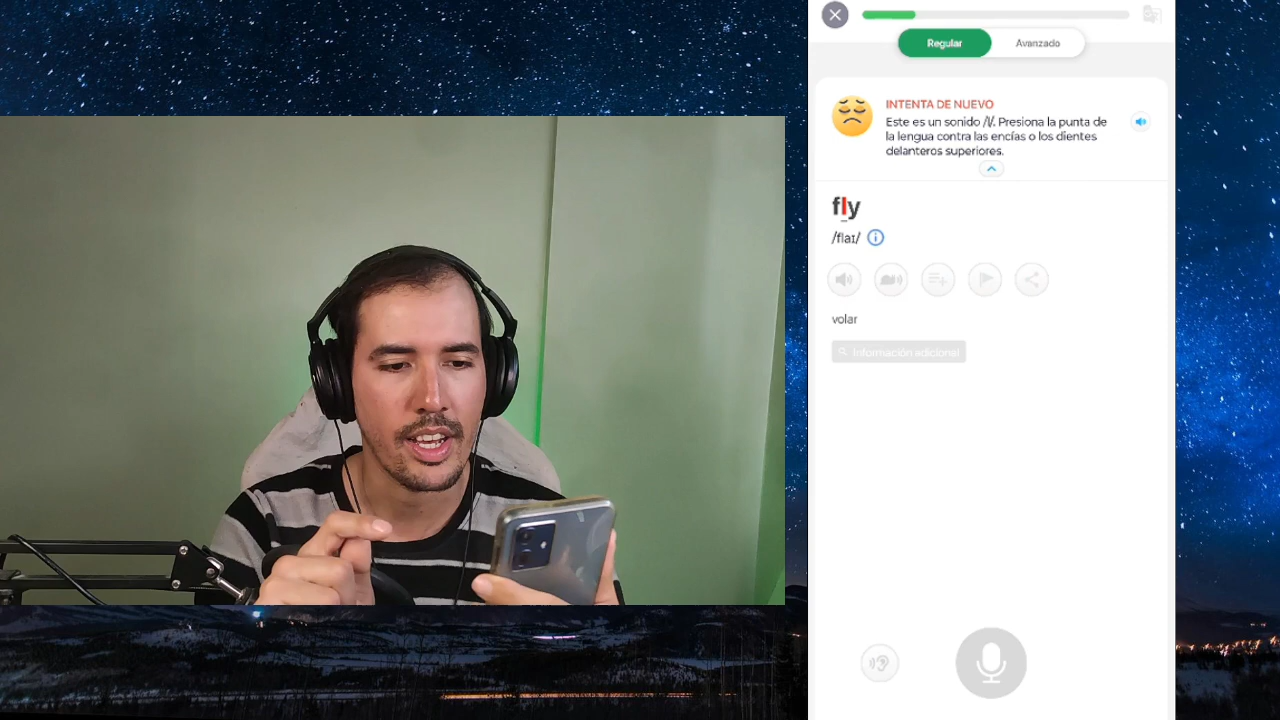 Regular
Avanzado
INTENTA DE NUEVO
Este es un sonido /l/. Presiona la punta de
la lengua contra las encías o los dientes
delanteros superiores.
fly
/flaɪ/
volar
Información adicional